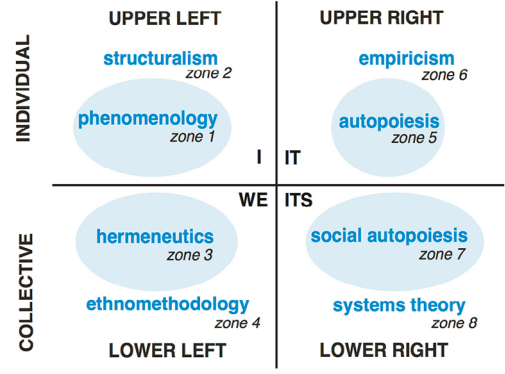 UPPER LEFT
UPPER RIGHT
INDIVIDUAL
structuralism
zone 2
phenomenology
zone 1
I
empiricism
zone 6
autopoiesis
zone 5
IT
COLLECTIVE
WE
hermeneutics
zone 3
ethnomethodology
zone 4
ITS
social autopoiesis
zone 7
systems theory
zone 8
LOWER LEFT
LOWER RIGHT